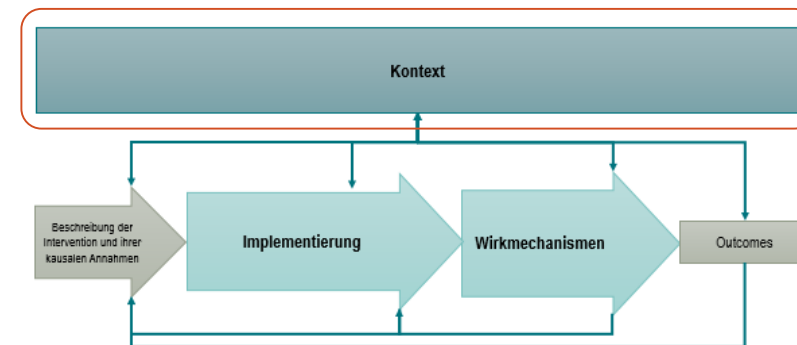 Kontext
Beschreibung der
Intervention und ihrer
kausalen Annahmen
Implementierung
Wirkmechanismen
Outcomes